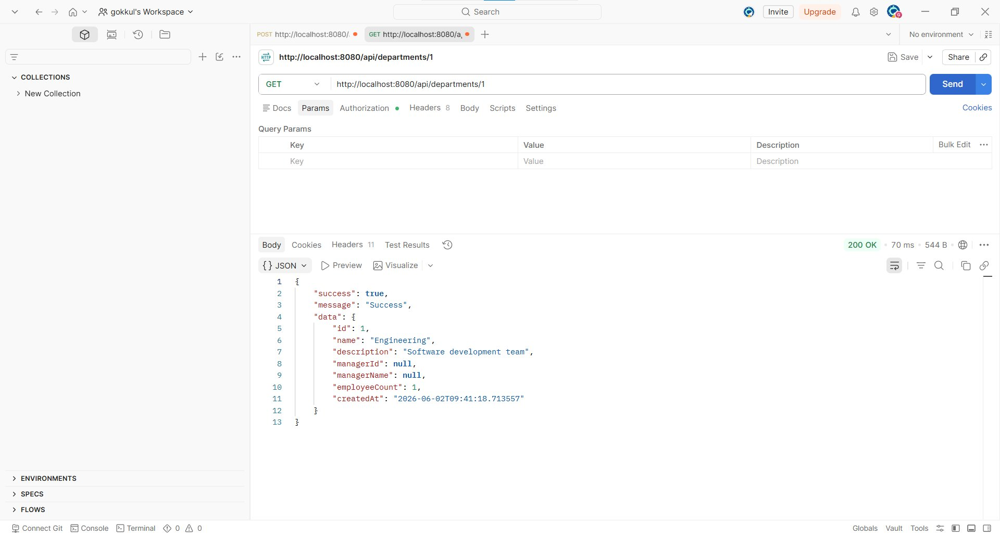 gokkul's Workspace
Search
Invite
Upgrade
POST http://localhost:8080/
GET http://localhost:8080/a
No environment
HTTP http://localhost:8080/api/departments/1
Save
Share
COLLECTIONS
New Collection
GET http://localhost:8080/api/departments/1
Send
Docs Params Authorization Headers 8 Body Scripts Settings
Cookies
Query Params
Key Value Description Bulk Edit
Key Value Description
Body Cookies Headers 11 Test Results
200 OK • 70 ms • 544 B
{} JSON Preview Visualize
1 {
2 "success": true,
3 "message": "Success",
4 "data": {
5 "id": 1,
6 "name": "Engineering",
7 "description": "Software development team",
8 "managerId": null,
9 "managerName": null,
10 "employeeCount": 1,
11 "createdAt": "2026-06-02T09:41:18.713557"
12 }
13 }
ENVIRONMENTS
SPECS
FLOWS
Connect Git Console Terminal 0 0
Globals Vault Tools